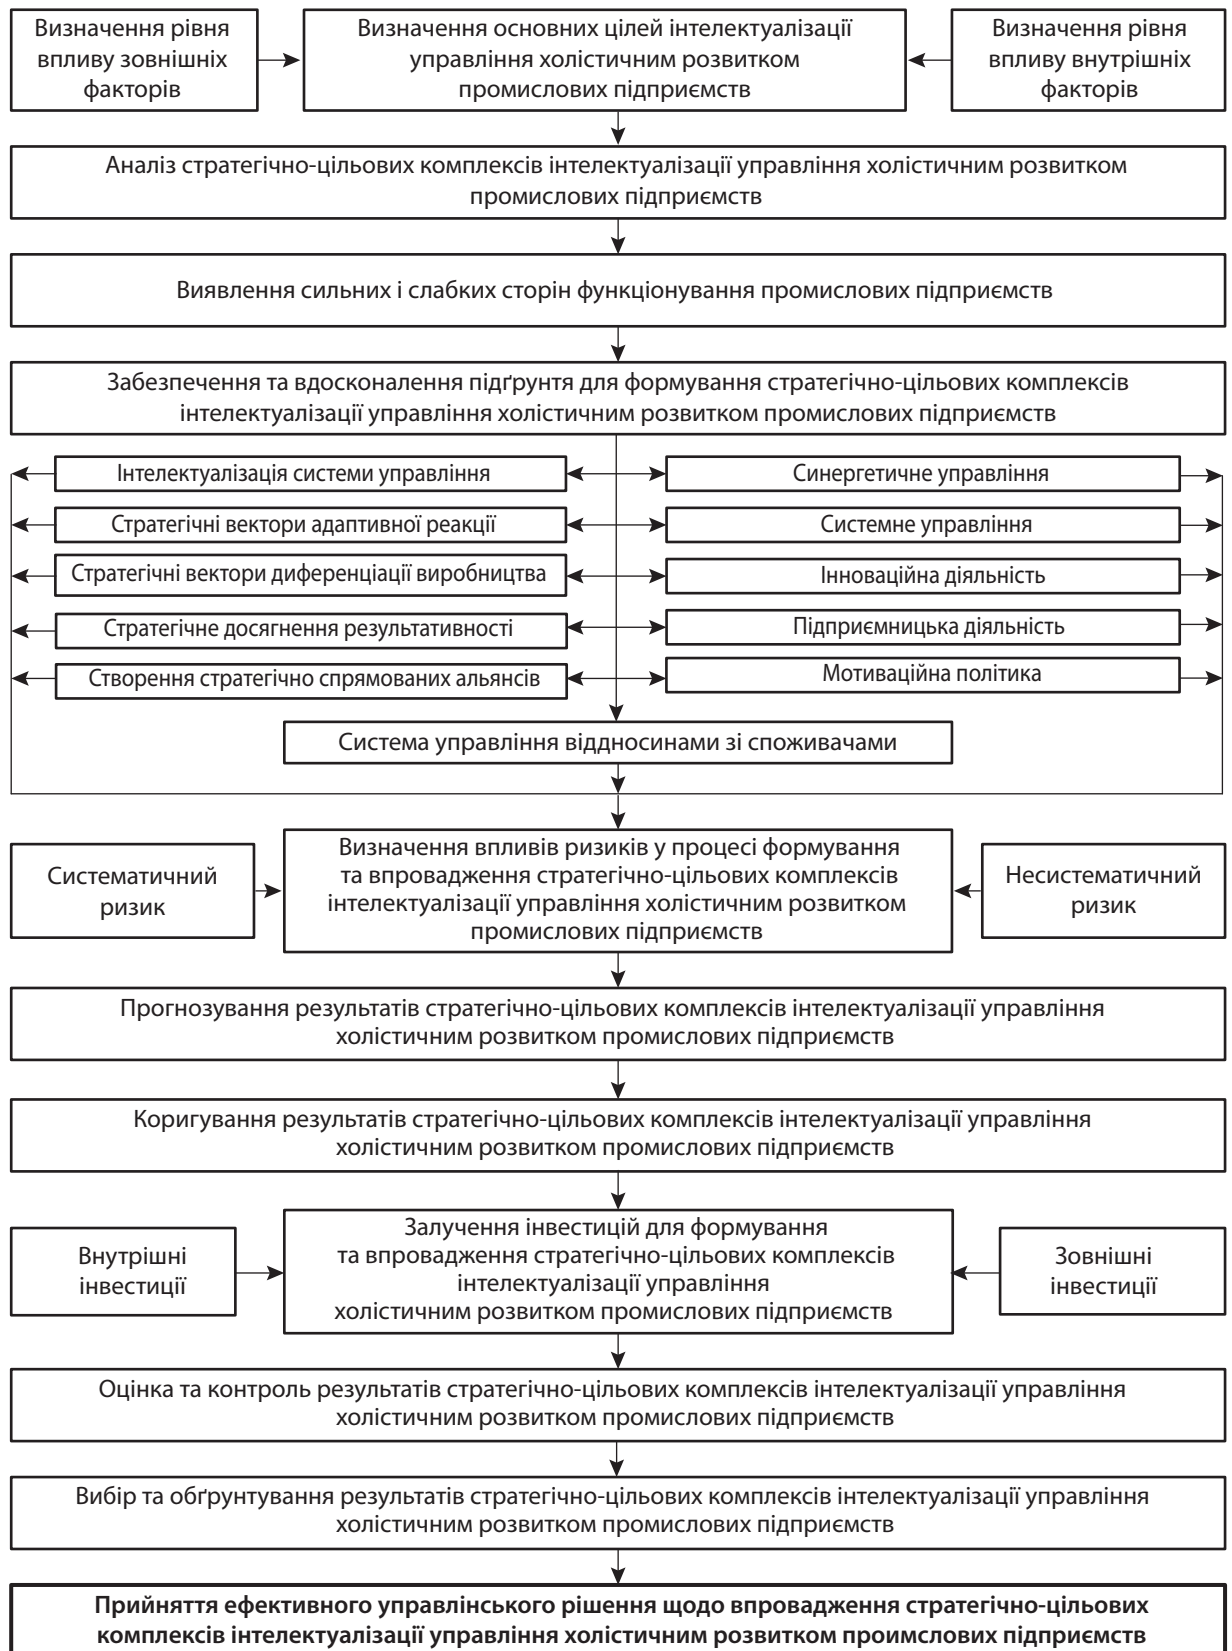 Визначення рівня
впливу зовнішніх
факторів
Визначення основних цілей інтелектуалізації
управління холістичним розвитком
промислових підприємств
Визначення рівня
впливу внутрішніх
факторів
Аналіз стратегічно-цільових комплексів інтелектуалізації управління холістичним розвитком
промислових підприємств
Виявлення сильних і слабких сторін функціонування промислових підприємств
Забезпечення та вдосконалення підґрунтя для формування стратегічно-цільових комплексів
інтелектуалізації управління холістичним розвитком промислових підприємств
Інтелектуалізація системи управління
Синергетичне управління
Стратегічні вектори адаптивної реакції
Системне управління
Стратегічні вектори диференціації виробництва
Інноваційна діяльність
Стратегічне досягнення результативності
Підприємницька діяльність
Створення стратегічно спрямованих альянсів
Мотиваційна політика
Система управління віддносинами зі споживачами
Систематичний
ризик
Визначення впливів ризиків у процесі формування
та впровадження стратегічно-цільових комплексів
інтелектуалізації управління холістичним розвитком
промислових підприємств
Несистематичний
ризик
Прогнозування результатів стратегічно-цільових комплексів інтелектуалізації управління
холістичним розвитком промислових підприємств
Коригування результатів стратегічно-цільових комплексів інтелектуалізації управління
холістичним розвитком промислових підприємств
Внутрішні
інвестиції
Залучення інвестицій для формування
та впровадження стратегічно-цільових комплексів
інтелектуалізації управління
холістичним розвитком промислових підприємств
Зовнішні
інвестиції
Оцінка та контроль результатів стратегічно-цільових комплексів інтелектуалізації управління
холістичним розвитком промислових підприємств
Вибір та обґрунтування результатів стратегічно-цільових комплексів інтелектуалізації управління
холістичним розвитком промислових підприємств
Прийняття ефективного управлінського рішення щодо впровадження стратегічно-цільових
комплексів інтелектуалізації управління холістичним розвитком проимслових підприємств